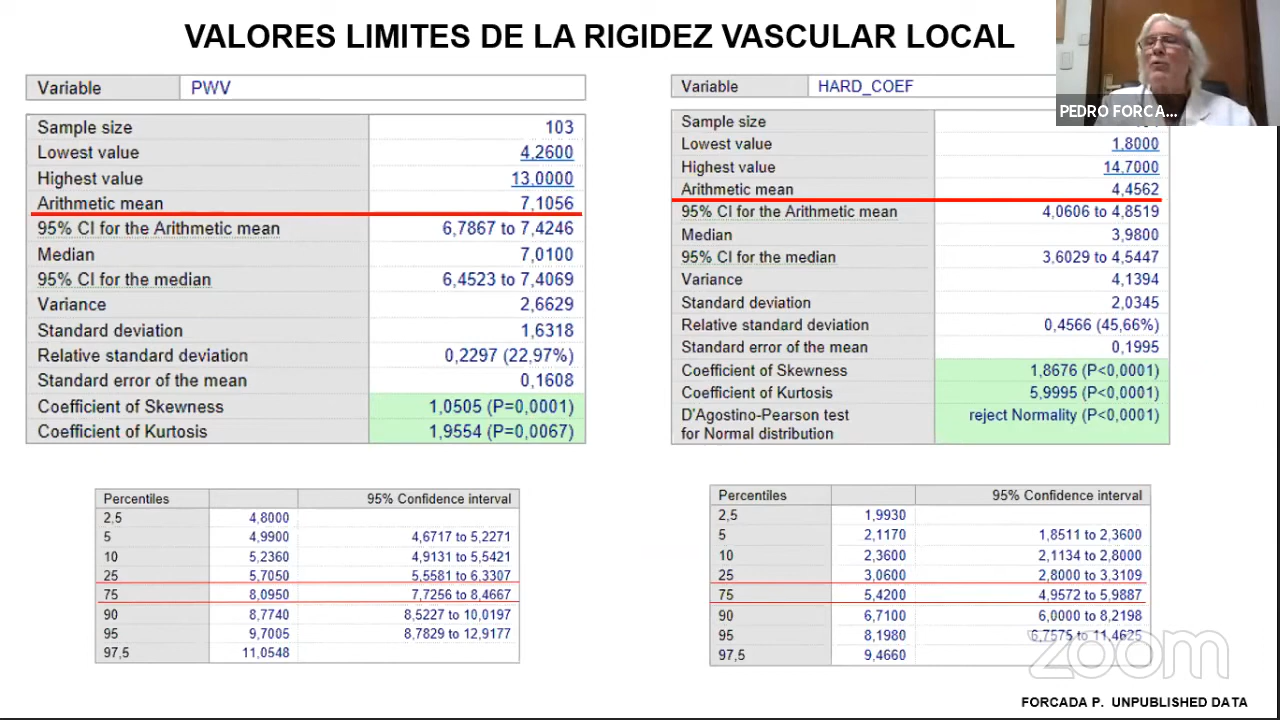 VALORES LIMITES DE LA RIGIDEZ VASCULAR LOCAL
PEDRO FORCA...
Variable PWV
Sample size 103
Lowest value 4,2600
Highest value 13,0000
Arithmetic mean 7,1056
95% CI for the Arithmetic mean 6,7867 to 7,4246
Median 7,0100
95% CI for the median 6,4523 to 7,4069
Variance 2,6629
Standard deviation 1,6318
Relative standard deviation 0,2297 (22,97%)
Standard error of the mean 0,1608
Coefficient of Skewness 1,0505 (P=0,0001)
Coefficient of Kurtosis 1,9554 (P=0,0067)
Percentiles 95% Confidence interval
2,5 4,8000
5 4,9900 4,6717 to 5,2271
10 5,2360 4,9131 to 5,5421
25 5,7050 5,5581 to 6,3307
75 8,0950 7,7256 to 8,4667
90 8,7740 8,5227 to 10,0197
95 9,7005 8,7829 to 12,9177
97,5 11,0548
Variable HARD_COEF
Sample size
Lowest value 1,8000
Highest value 14,7000
Arithmetic mean 4,4562
95% CI for the Arithmetic mean 4,0606 to 4,8519
Median 3,9800
95% CI for the median 3,6029 to 4,5447
Variance 4,1394
Standard deviation 2,0345
Relative standard deviation 0,4566 (45,66%)
Standard error of the mean 0,1995
Coefficient of Skewness 1,8676 (P<0,0001)
Coefficient of Kurtosis 5,9995 (P<0,0001)
D'Agostino-Pearson test reject Normality (P<0,0001)
for Normal distribution
Percentiles 95% Confidence interval
2,5 1,9930
5 2,1170 1,8511 to 2,3600
10 2,3600 2,1134 to 2,8000
25 3,0600 2,8000 to 3,3109
75 5,4200 4,9572 to 5,9887
90 6,7100 6,0000 to 8,2198
95 8,1980 6,7575 to 11,4625
97,5 9,4660
zoom
FORCADA P. UNPUBLISHED DATA